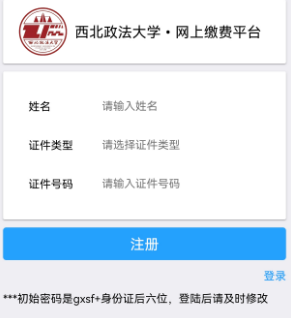 西北政法大学·网上缴费平台
姓名 请输入姓名
证件类型 请选择证件类型
证件号码 请输入证件号码
注册
登录
***初始密码是gxsf+身份证后六位，登陆后请及时修改